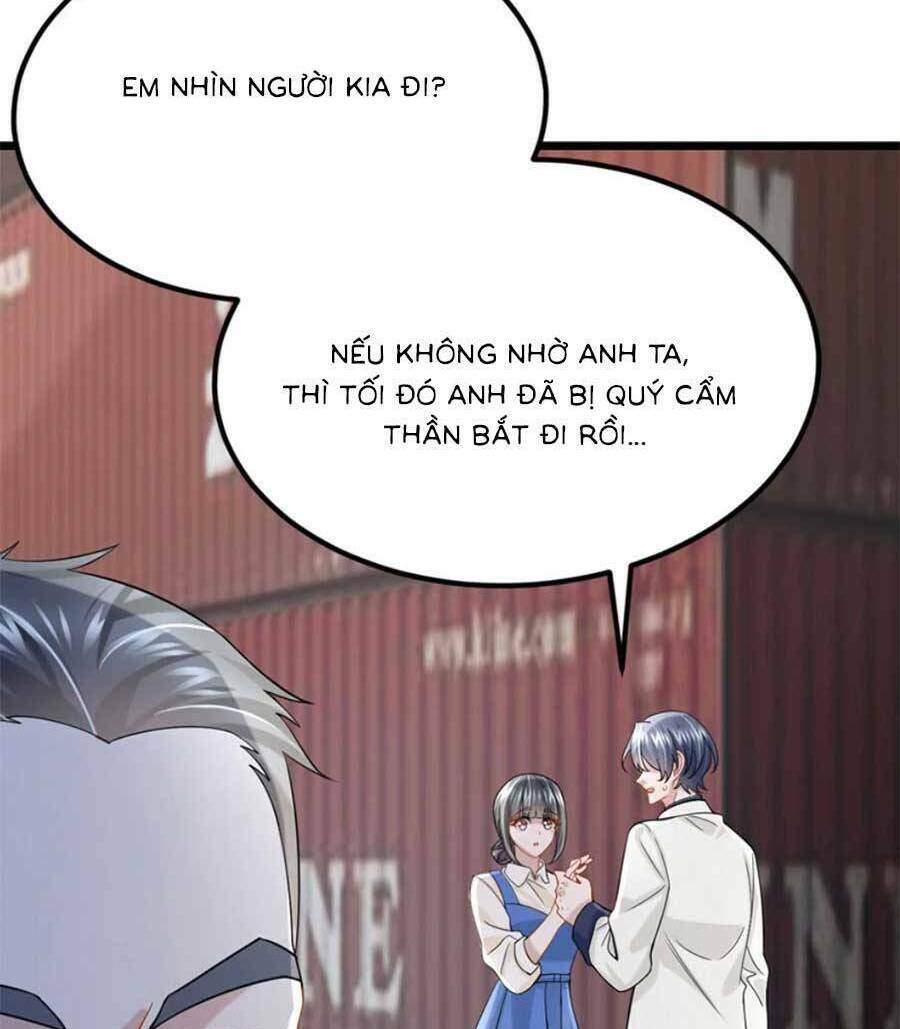 EM NHÌN NGƯỜI KIA ĐI?
NẾU KHÔNG NHỜ ANH TA,
THÌ TỐI ĐÓ ANH ĐÃ BỊ QUÝ CẨM
THẦN BẮT ĐI RỒI...
M
NE
N